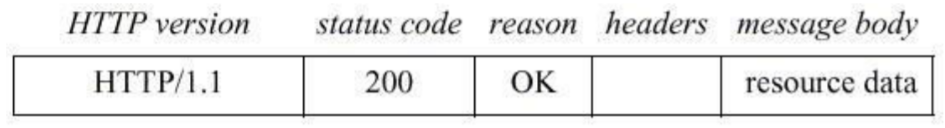 HTTP version status code reason headers message body
HTTP/1.1 200 OK resource data